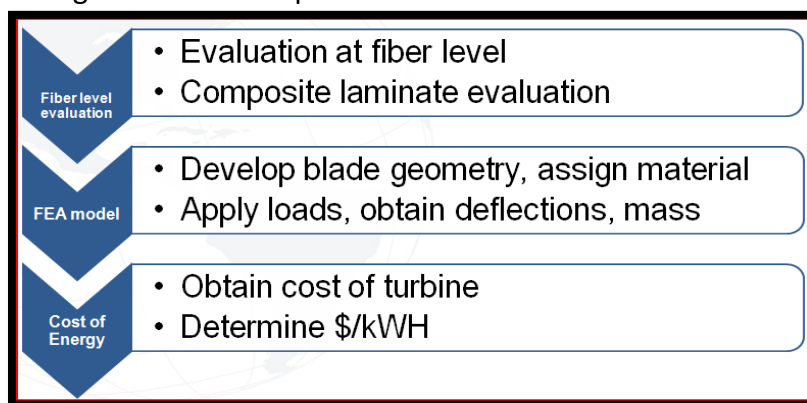 Fiber level
evaluation
• Evaluation at fiber level
• Composite laminate evaluation
FEA model
• Develop blade geometry, assign material
• Apply loads, obtain deflections, mass
Cost of
Energy
• Obtain cost of turbine
• Determine $/kWH